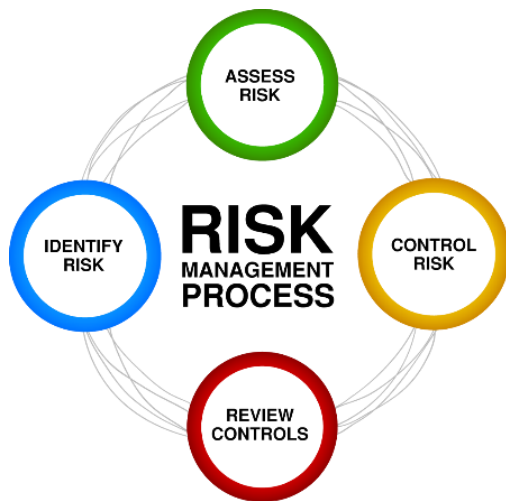 ASSESS
RISK
IDENTIFY
RISK
RISK
MANAGEMENT
PROCESS
CONTROL
RISK
REVIEW
CONTROLS